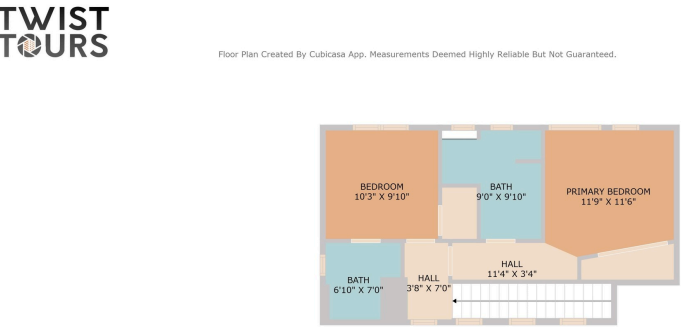 TWIST
TOURS
Floor Plan Created By Cubicasa App. Measurements Deemed Highly Reliable But Not Guaranteed.
BEDROOM
10'3" X 9'10"
BATH
9'0" X 9'10"
PRIMARY BEDROOM
11'9" X 11'6"
HALL
11'4" X 3'4"
BATH
6'10" X 7'0"
HALL
3'8" X 7'0"